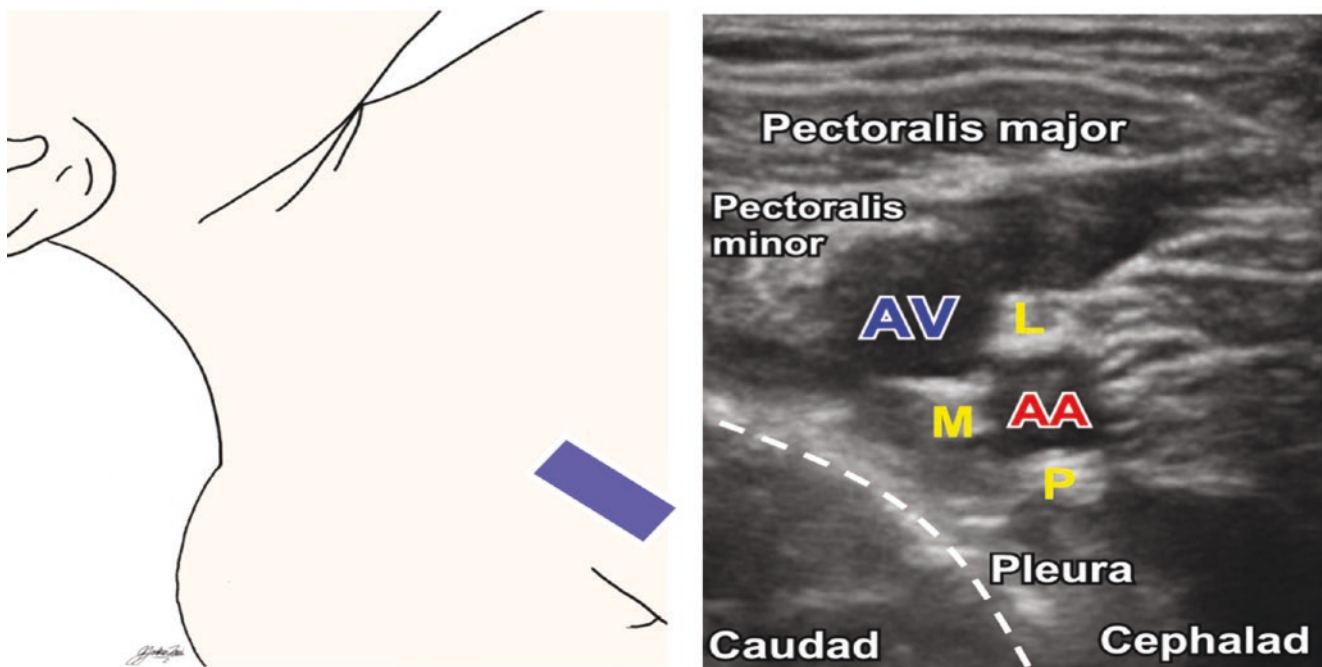 Pectoralis major
Pectoralis
minor
AV
L
M
AA
P
Pleura
Caudad
Cephalad